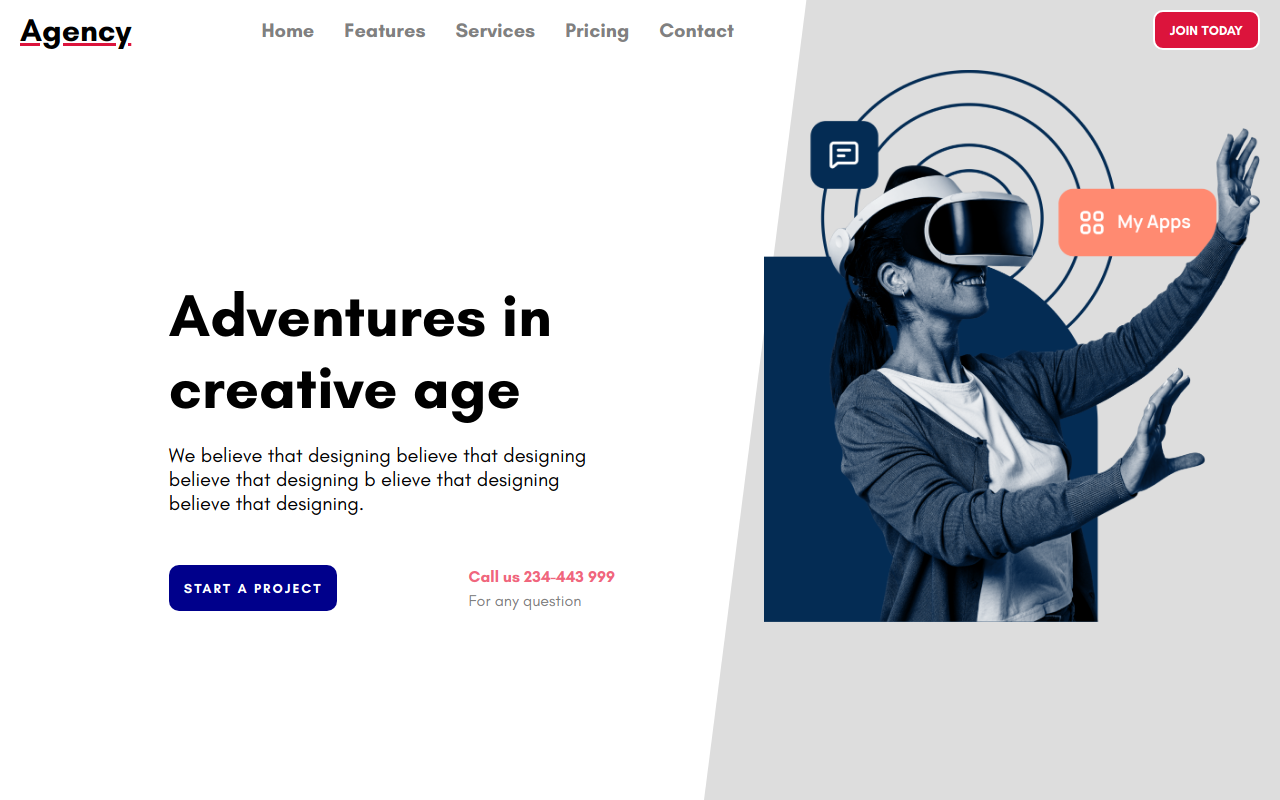 Agency
Home Features Services Pricing Contact
JOIN TODAY
My Apps
Adventures in
creative age
We believe that designing believe that designing
believe that designing b elieve that designing
believe that designing.
START A PROJECT
Call us 234-443 999
For any question